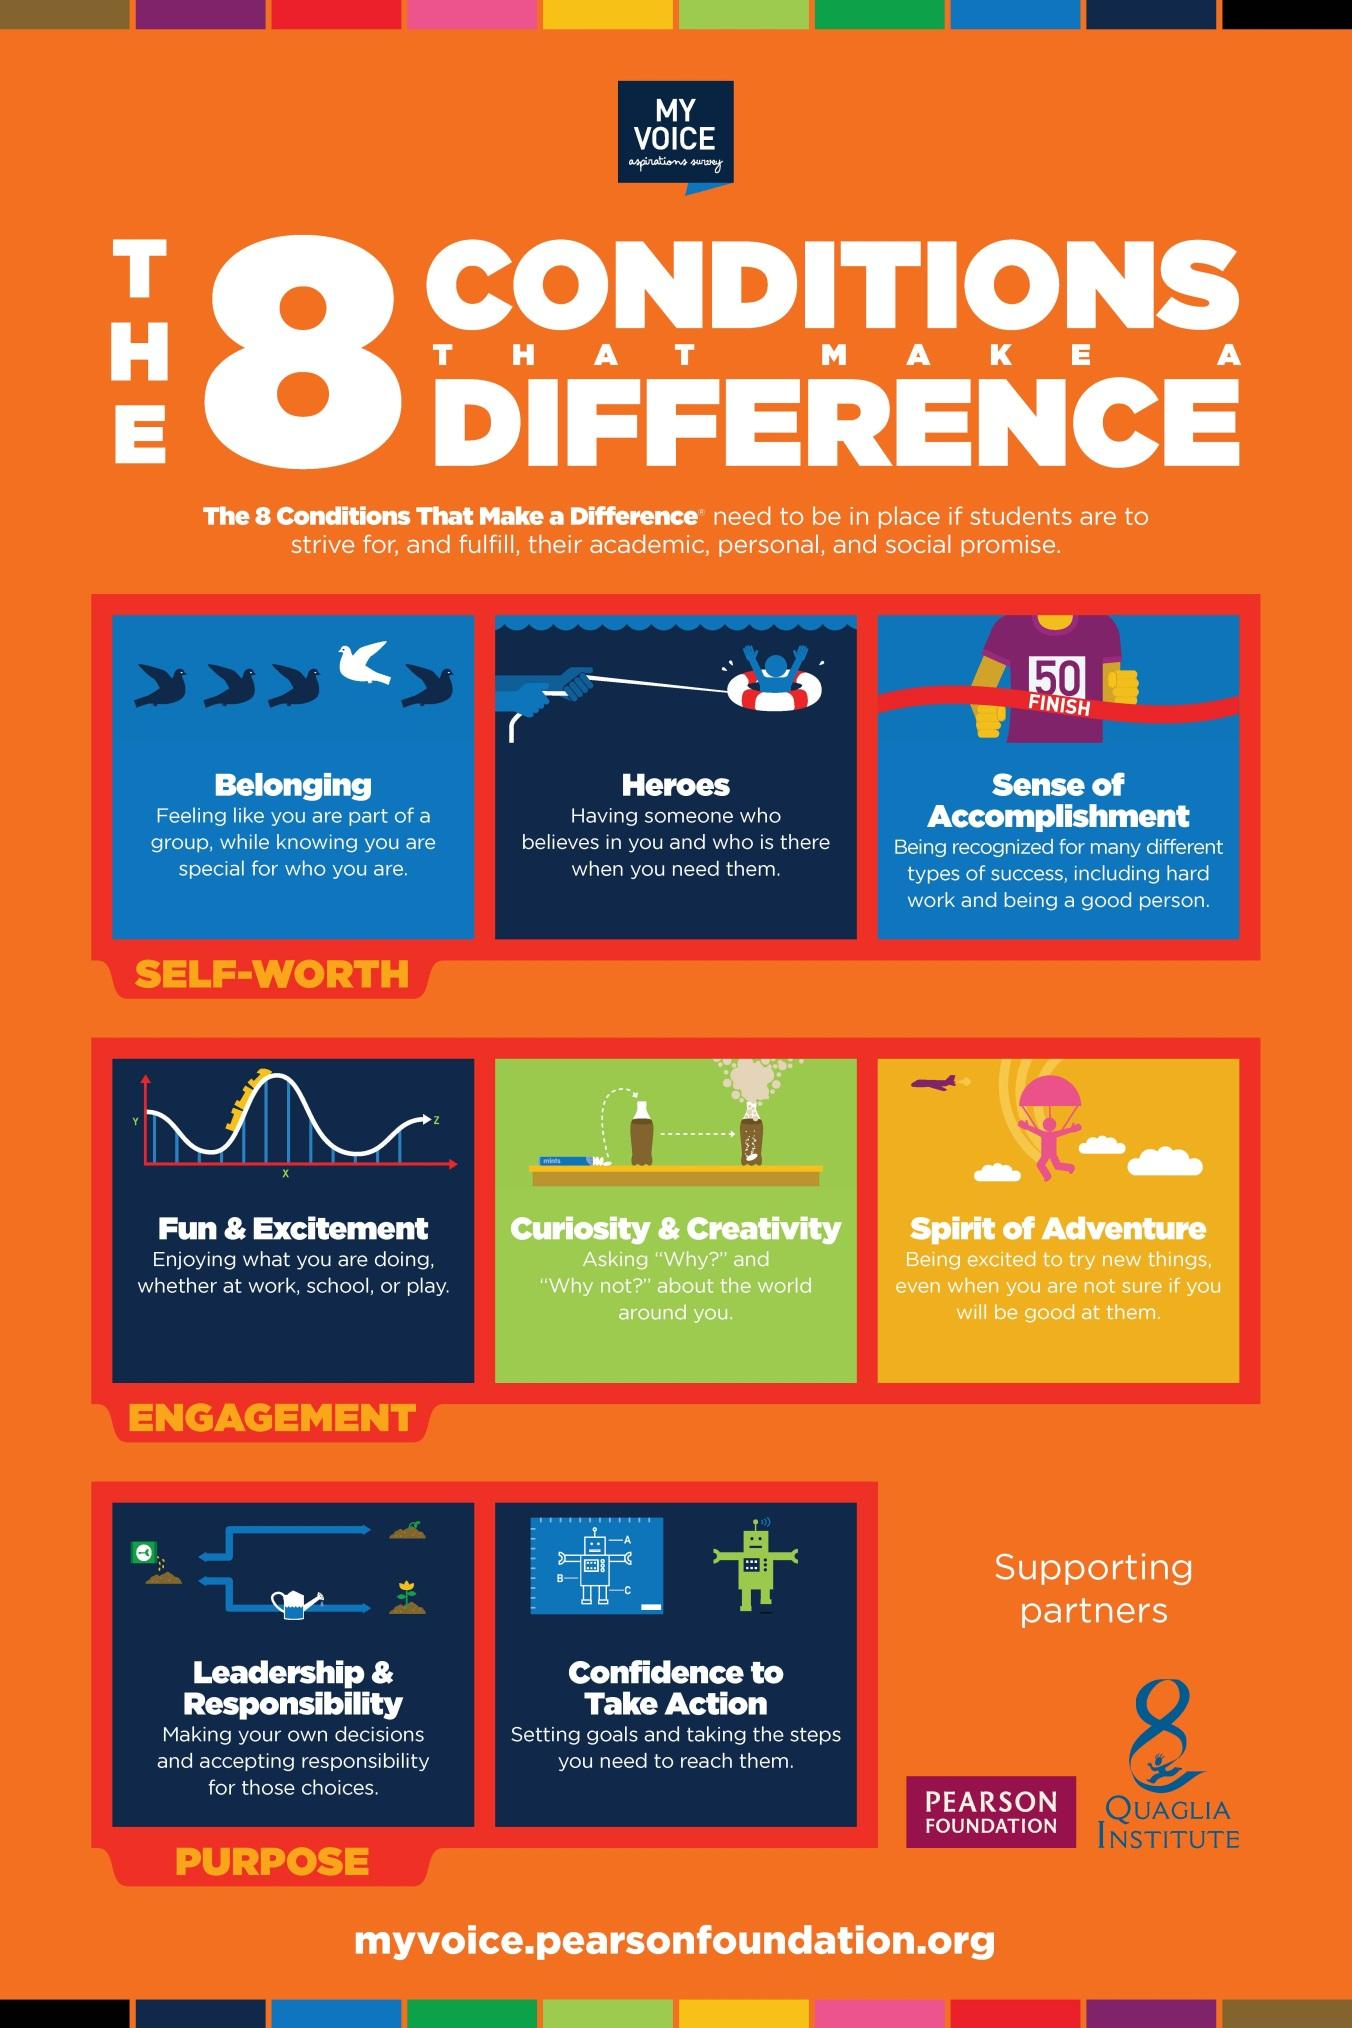 MY
VOICE
aspirations survey
THE 8 CONDITIONS
THAT MAKE A
DIFFERENCE
The 8 Conditions That Make a Difference® need to be in place if students are to
strive for, and fulfill, their academic, personal, and social promise.
Belonging
Feeling like you are part of a
group, while knowing you are
special for who you are.
Heroes
Having someone who
believes in you and who is there
when you need them.
50
FINISH
Sense of
Accomplishment
Being recognized for many different
types of success, including hard
work and being a good person.
SELF-WORTH
Y
Z
X
Fun & Excitement
Enjoying what you are doing,
whether at work, school, or play.
mints
Curiosity & Creativity
Asking “Why?” and
“Why not?” about the world
around you.
Spirit of Adventure
Being excited to try new things,
even when you are not sure if you
will be good at them.
ENGAGEMENT
Leadership &
Responsibility
Making your own decisions
and accepting responsibility
for those choices.
A
B
C
Confidence to
Take Action
Setting goals and taking the steps
you need to reach them.
PURPOSE
Supporting
partners
PEARSON
FOUNDATION
8
QUAGLIA
INSTITUTE
myvoice.pearsonfoundation.org